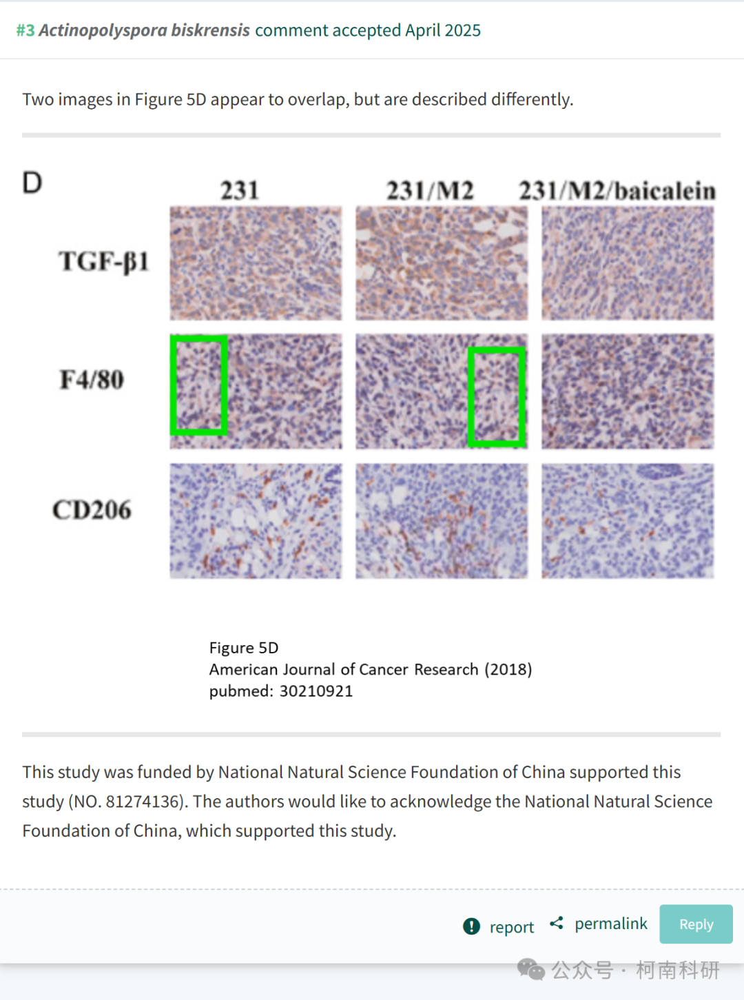 #3 Actinopolyspora biskrensis comment accepted April 2025
Two images in Figure 5D appear to overlap, but are described differently.
D
231 231/M2 231/M2/baicalein
TGF-β1
F4/80
CD206
Figure 5D
American Journal of Cancer Research (2018)
pubmed: 30210921
This study was funded by National Natural Science Foundation of China supported this
study (NO. 81274136). The authors would like to acknowledge the National Natural Science
Foundation of China, which supported this study.
report permalink Reply
公众号 · 柯南科研